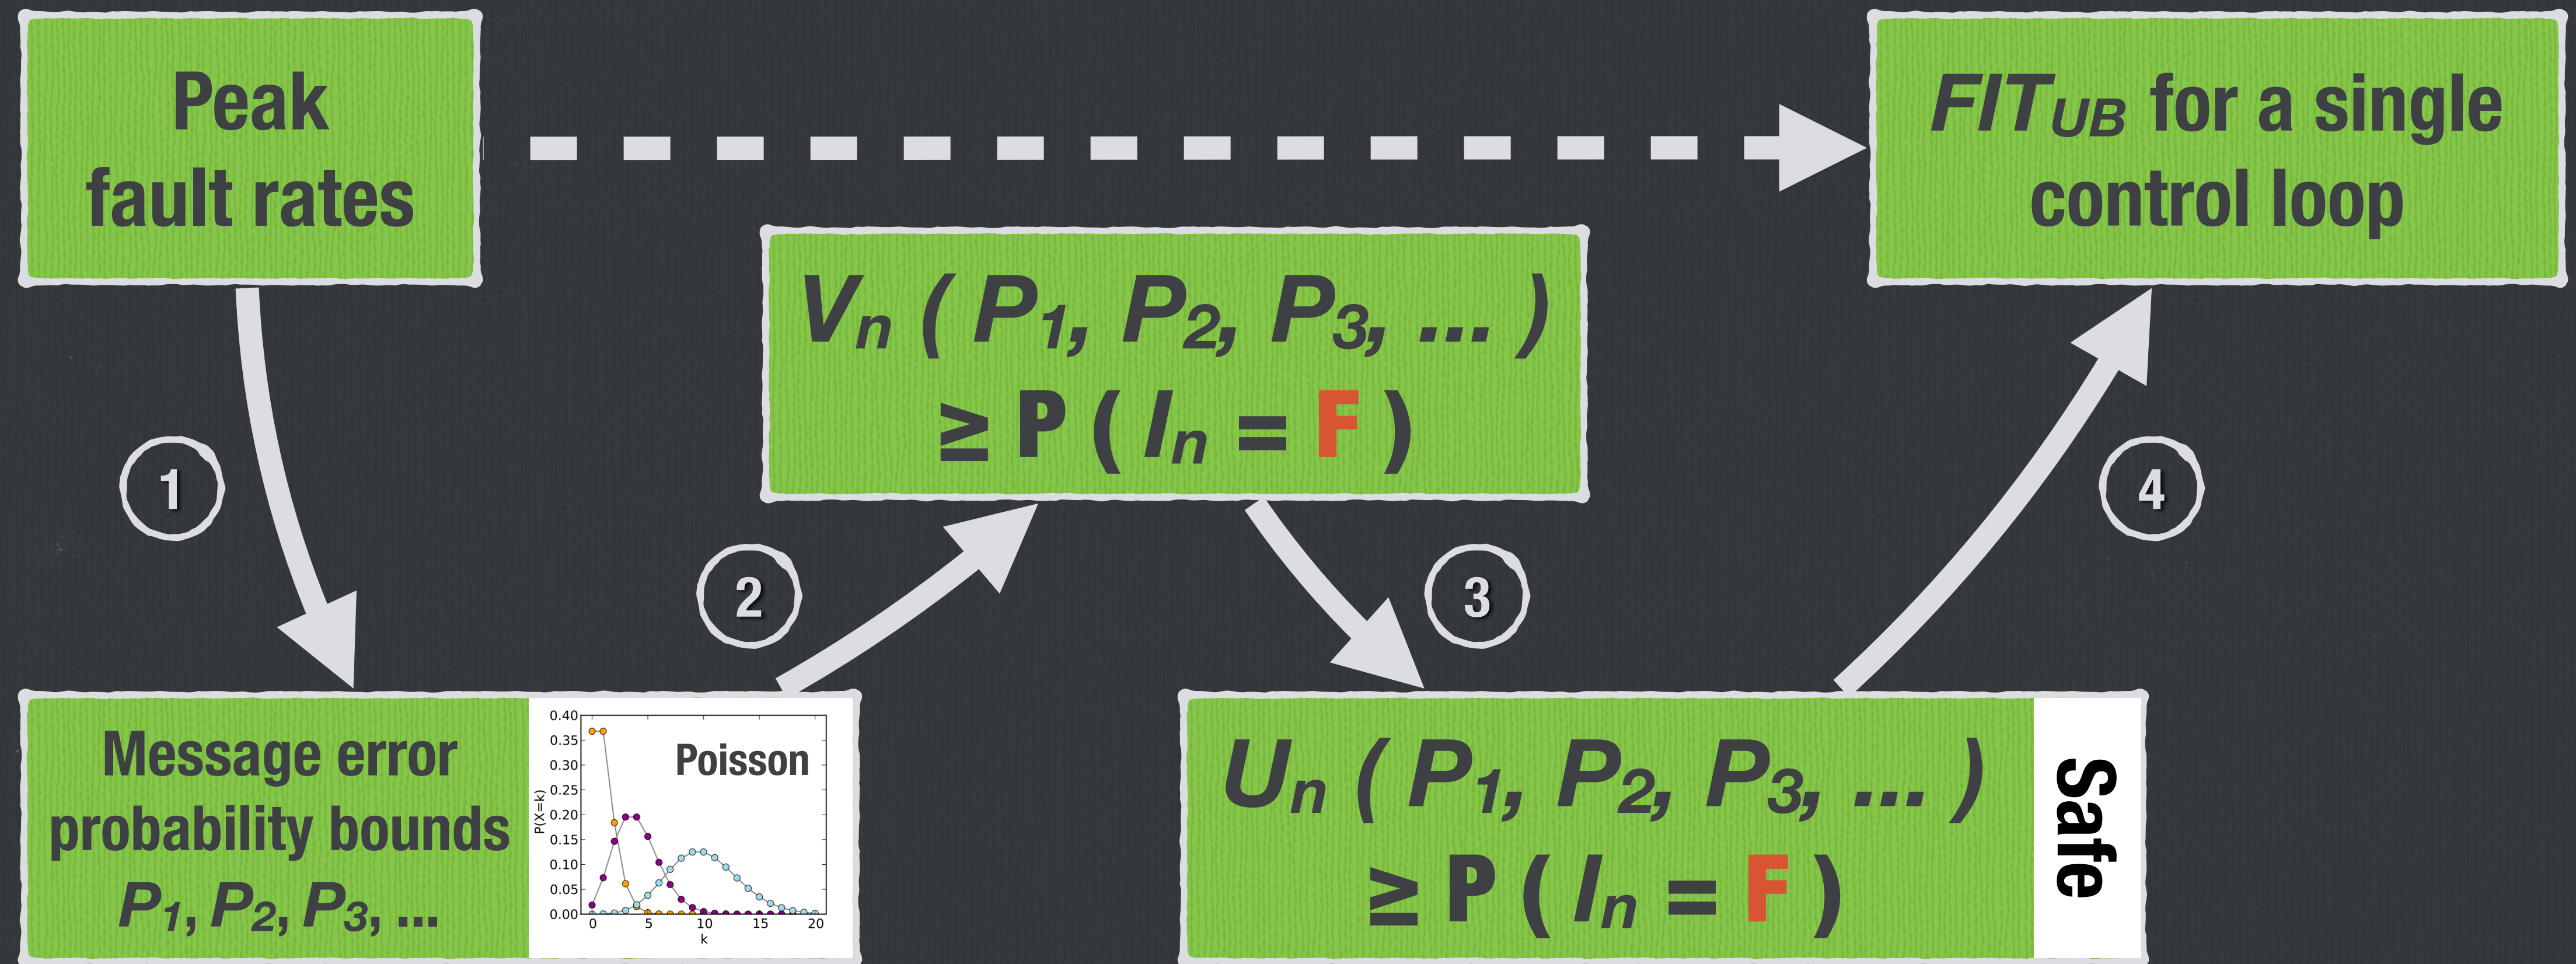 Peak
fault rates
FITUB for a single
control loop
Vn ( P1, P2, P3, ... )
≥ P ( In = F )
1
2
3
4
Message error
probability bounds
P1, P2, P3, ...
Poisson
0.40
0.35
0.30
0.25
0.20
0.15
0.10
0.05
0.00
P(X=k)
0 5 10 15 20
k
Un ( P1, P2, P3, ... )
≥ P ( In = F )
Safe